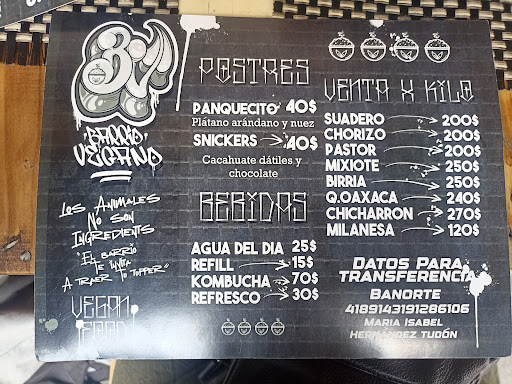 BV
BARRIO
VEGANO
LOS ANIMALES
NO SON
INGREDIENTS
"EL BARRIO
TE INVITA
A TRAER TU TUPPER"
VEGAN
FOOD
POSTRES
PANQUECITO 40$
Plátano arándano y nuez
SNICKERS 40$
Cacahuate dátiles y
chocolate
BEBIDAS
AGUA DEL DIA 25$
REFILL 15$
KOMBUCHA 70$
REFRESCO 30$
VENTA X KILO
SUADERO 200$
CHORIZO 200$
PASTOR 200$
MIXIOTE 250$
BIRRIA 250$
Q.OAXACA 240$
CHICHARRON 270$
MILANESA 120$
DATOS PARA
TRANSFERENCIA
BANORTE
4189143191286106
MARIA ISABEL
HERNÁNDEZ TUDÓN